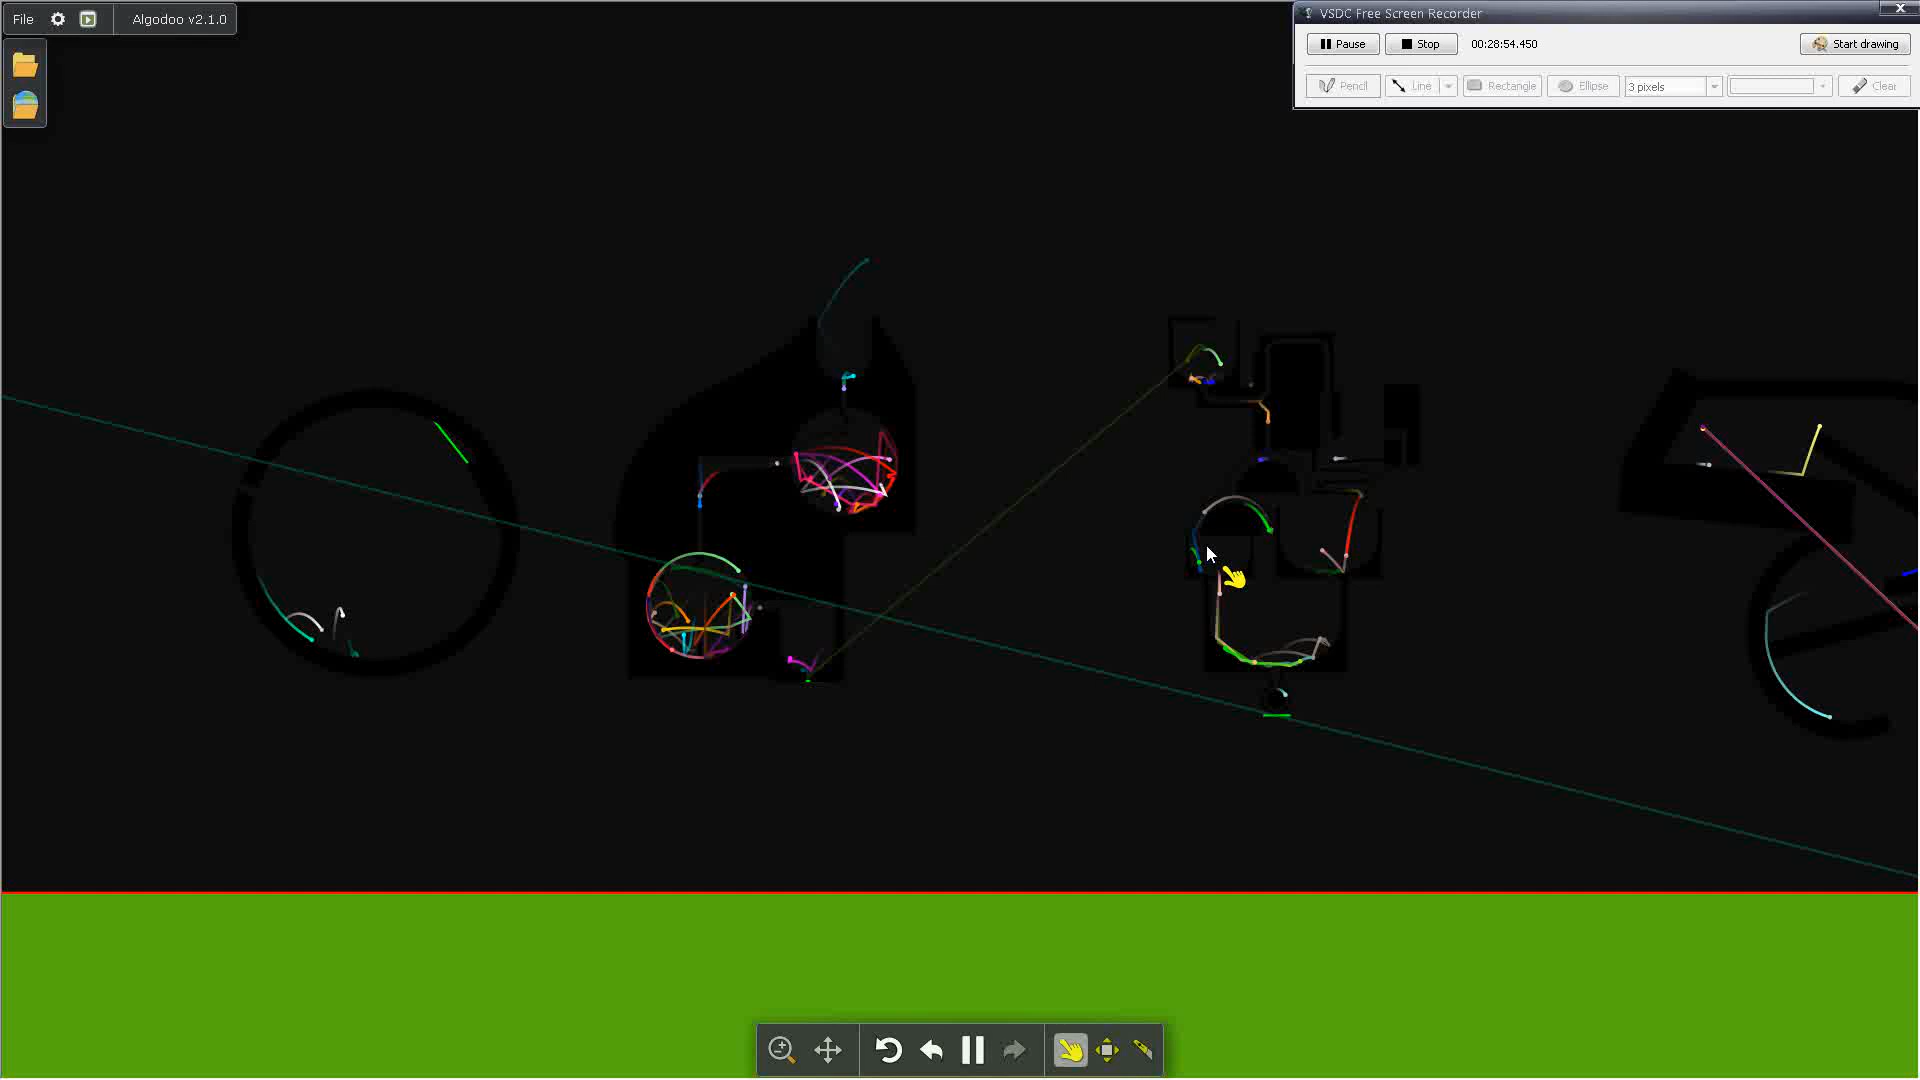 File
Algodoo v2.1.0
VSDC Free Screen Recorder
Pause
Stop
00:28:54.450
Start drawing
Pencil
Line
Rectangle
Ellipse
3 pixels
Clear